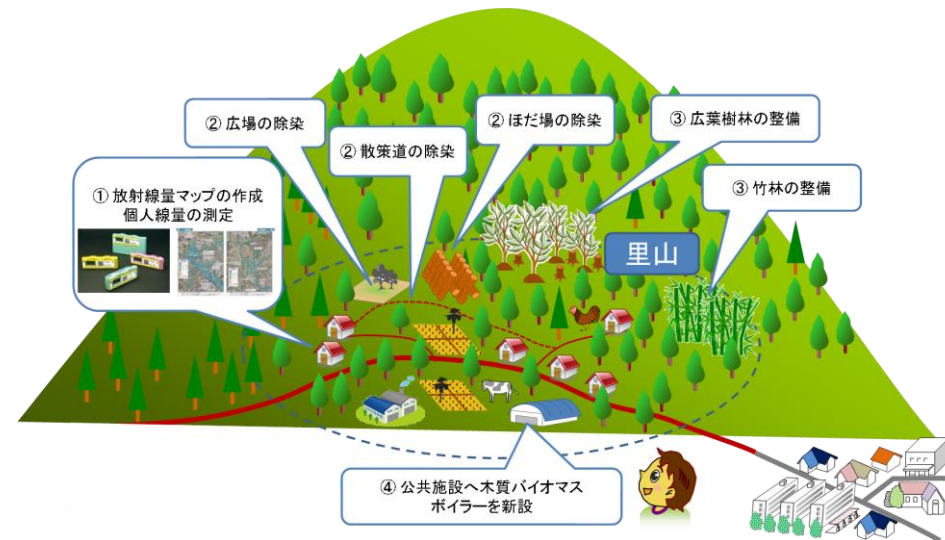 ② 広場の除染
② 散策道の除染
② ほだ場の除染
③ 広葉樹林の整備
① 放射線量マップの作成
個人線量の測定
③ 竹林の整備
里山
④ 公共施設へ木質バイオマス
ボイラーを新設